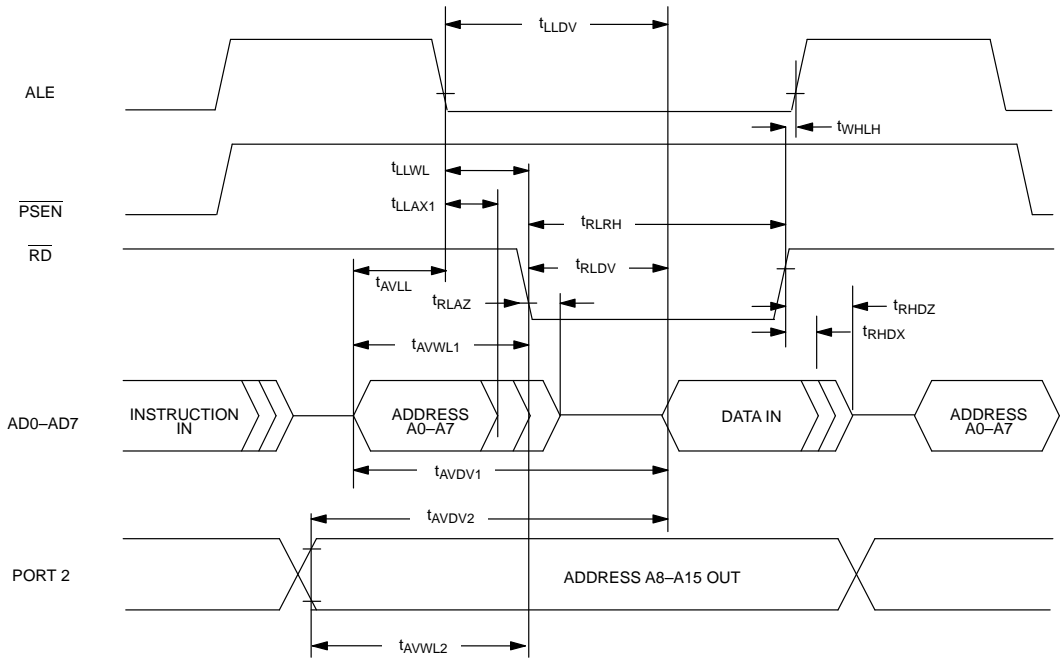 tLLDV
ALE
tWHLH
tLLWL
tLLAX1
PSEN
tRLRH
RD
tRLDV
tAVLL
tRLAZ
tRHDZ
tRHDX
tAVWL1
AD0–AD7
INSTRUCTION
IN
ADDRESS
A0–A7
DATA IN
ADDRESS
A0–A7
tAVDV1
tAVDV2
PORT 2
ADDRESS A8–A15 OUT
tAVWL2